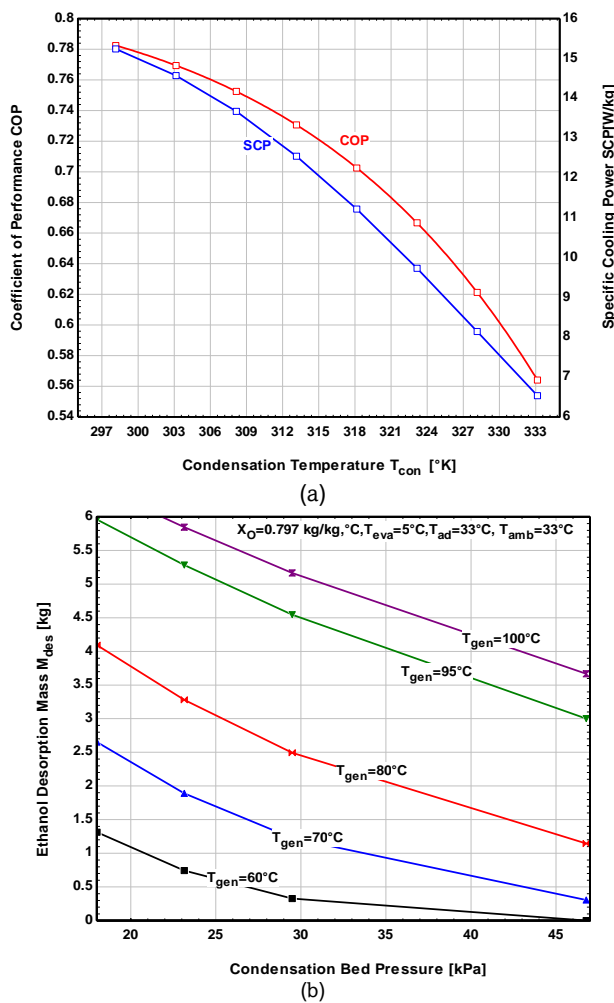 0.8
0.78
0.76
0.74
0.72
0.7
0.68
0.66
0.64
0.62
0.6
0.58
0.56
0.54
Coefficient of Performance COP
16
15
14
13
12
11
10
9
8
7
6
Specific Cooling Power SCP[W/kg]
COP
SCP
297 300 303 306 309 312 315 318 321 324 327 330 333
Condensation Temperature Tcon [°K]
(a)
6
5.5
5
4.5
4
3.5
3
2.5
2
1.5
1
0.5
0
Ethanol Desorption Mass Mdes [kg]
XO=0.797 kg/kg,°C,Teva=5°C,Tad=33°C, Tamb=33°C
Tgen=100°C
Tgen=95°C
Tgen=80°C
Tgen=70°C
Tgen=60°C
20 25 30 35 40 45
Condensation Bed Pressure [kPa]
(b)